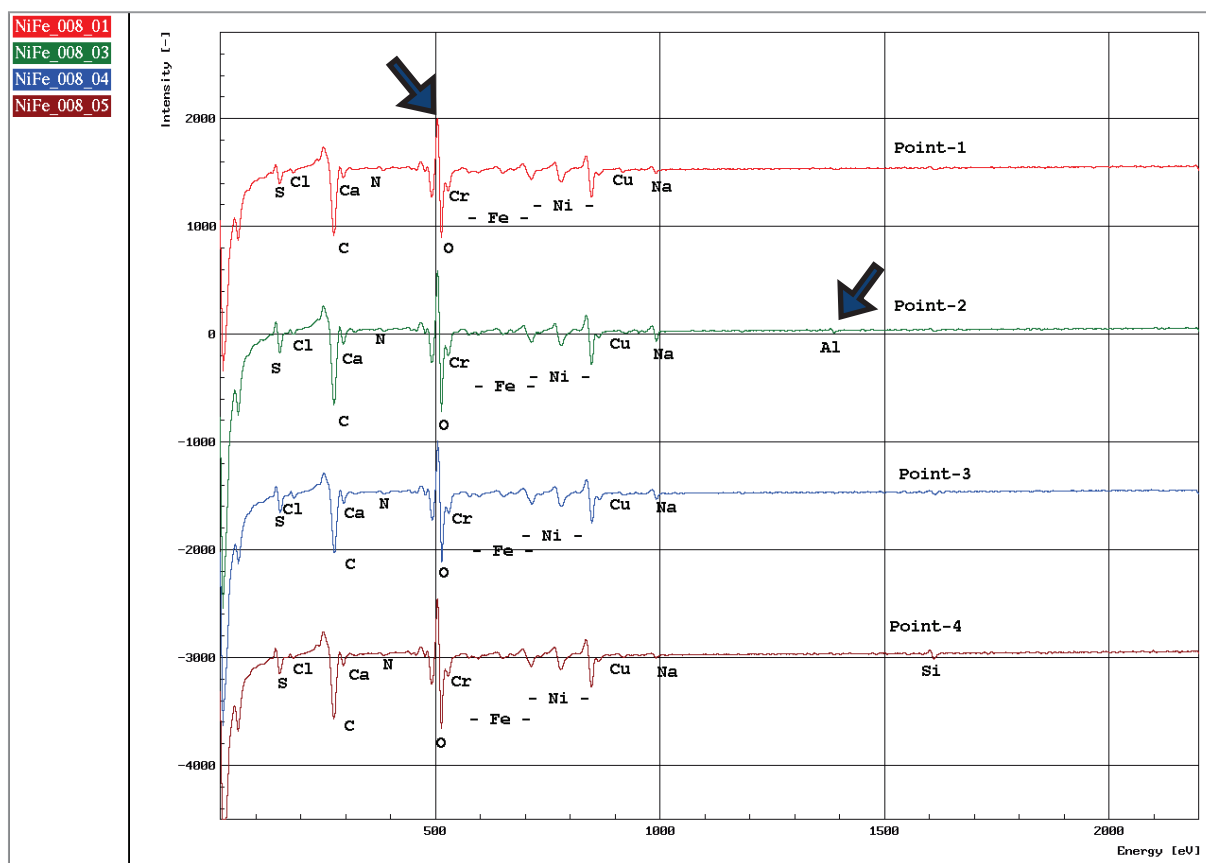 NiFe_008_01
NiFe_008_03
NiFe_008_04
NiFe_008_05
Intensity [-]
2000
1000
0
-1000
-2000
-3000
-4000
Point-1
S Cl Ca N Cr Cu Na
- Fe - - Ni -
C O
Point-2
S Cl Ca N Cr Cu Na Al
- Fe - - Ni -
C O
Point-3
S Cl Ca N Cr Cu Na
- Fe - - Ni -
C O
Point-4
S Cl Ca N Cr Cu Na Si
- Fe - - Ni -
C O
500 1000 1500 2000
Energy [eV]